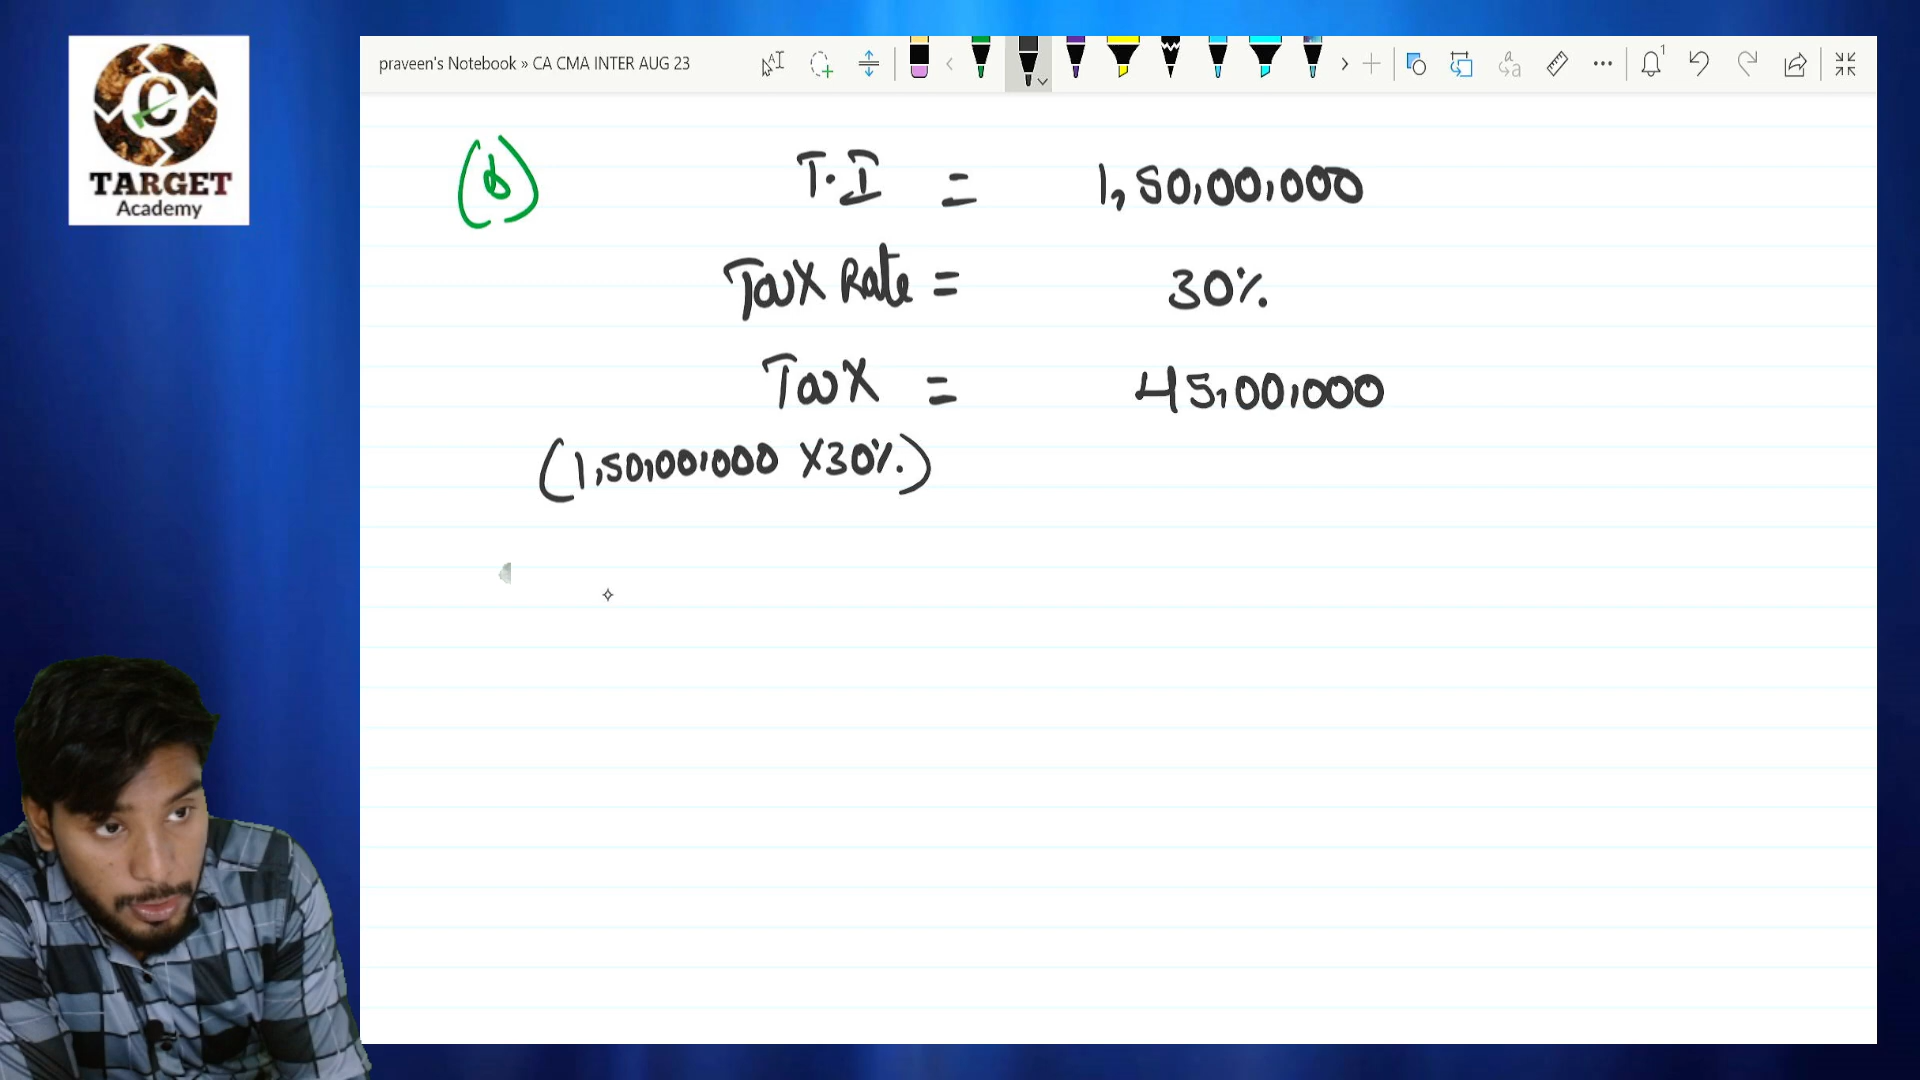 C
TARGET
Academy
praveen's Notebook » CA CMA INTER AUG 23
(b)
T.I = 1,50,00,000
Tax Rate = 30%
Tax = 45,00,000
(1,50,00,000 X 30%)